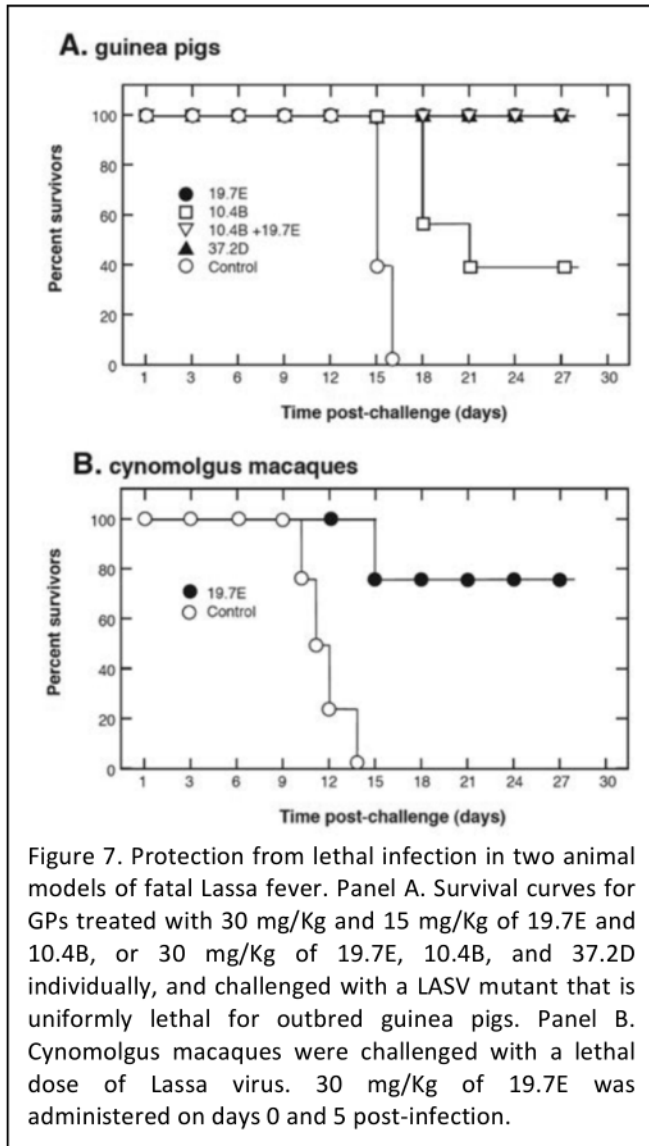 A. guinea pigs
100
80
60
40
20
0
Percent survivors
19.7E
10.4B
10.4B +19.7E
37.2D
Control
1 3 6 9 12 15 18 21 24 27 30
Time post-challenge (days)
B. cynomolgus macaques
100
80
60
40
20
0
Percent survivors
19.7E
Control
1 3 6 9 12 15 18 21 24 27 30
Time post-challenge (days)
Figure 7. Protection from lethal infection in two animal
models of fatal Lassa fever. Panel A. Survival curves for
GPs treated with 30 mg/Kg and 15 mg/Kg of 19.7E and
10.4B, or 30 mg/Kg of 19.7E, 10.4B, and 37.2D
individually, and challenged with a LASV mutant that is
uniformly lethal for outbred guinea pigs. Panel B.
Cynomolgus macaques were challenged with a lethal
dose of Lassa virus. 30 mg/Kg of 19.7E was
administered on days 0 and 5 post-infection.